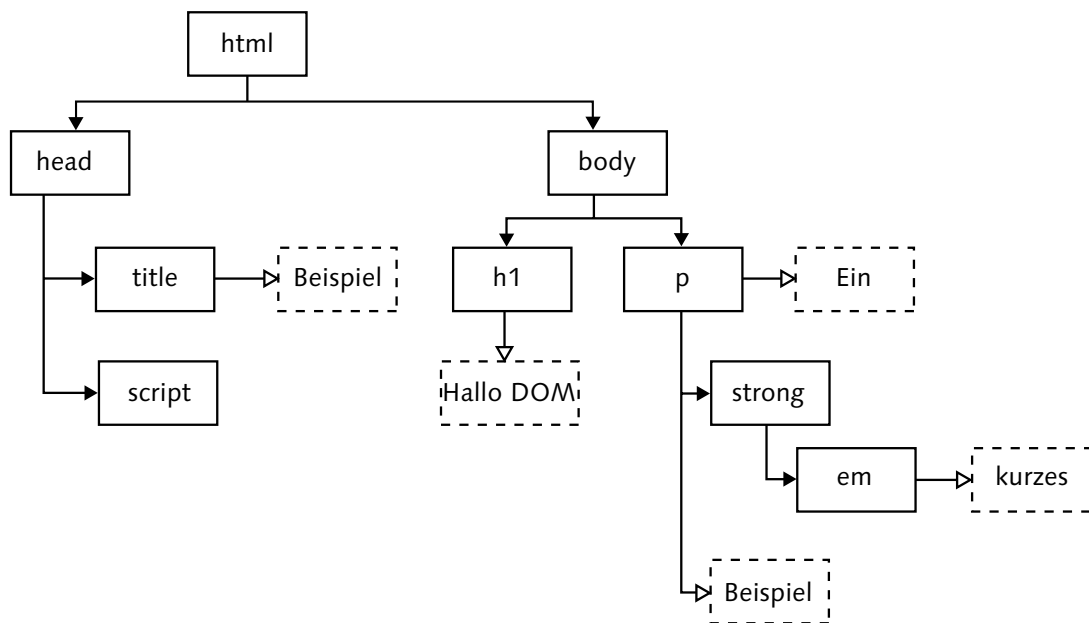 html
head
body
title
Beispiel
h1
p
Ein
script
Hallo DOM
strong
em
kurzes
Beispiel